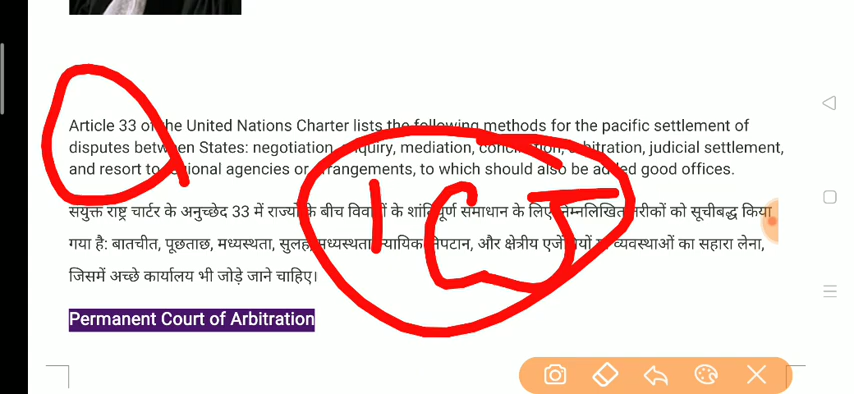 Article 33 of the United Nations Charter lists the following methods for the pacific settlement of
disputes between States: negotiation, enquiry, mediation, conciliation, arbitration, judicial settlement,
and resort to regional agencies or arrangements, to which should also be added good offices.
संयुक्त राष्ट्र चार्टर के अनुच्छेद 33 में राज्यों के बीच विवादों के शांतिपूर्ण समाधान के लिए निम्नलिखित तरीकों को सूचीबद्ध किया
गया है: बातचीत, पूछताछ, मध्यस्थता, सुलह, मध्यस्थता, न्यायिक निपटान, और क्षेत्रीय एजेंसियों या व्यवस्थाओं का सहारा लेना,
जिसमें अच्छे कार्यालय भी जोड़े जाने चाहिए।
ICJ
Permanent Court of Arbitration